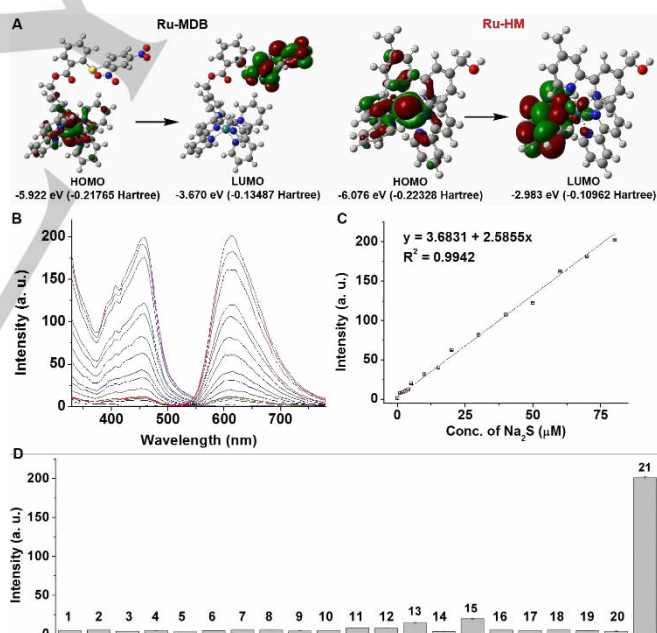 A
Ru-MDB
Ru-HM
HOMO
-5.922 eV (-0.21765 Hartree)
LUMO
-3.670 eV (-0.13487 Hartree)
HOMO
-6.076 eV (-0.22328 Hartree)
LUMO
-2.983 eV (-0.10962 Hartree)
B
Intensity (a. u.)
200
150
100
50
0
400 500 600 700
Wavelength (nm)
C
Intensity (a. u.)
200
150
100
50
0
y = 3.6831 + 2.5855x
R² = 0.9942
0 25 50 75
Conc. of Na₂S (μM)
D
Intensity (a. u.)
200
150
100
50
0
1 2 3 4 5 6 7 8 9 10 11 12 13 14 15 16 17 18 19 20 21